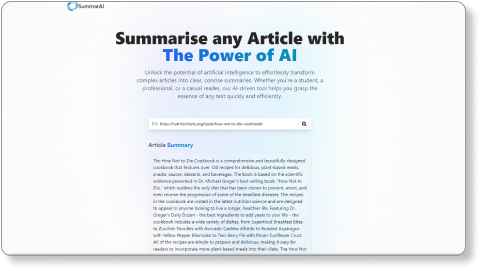 SummarAI
Summarise any Article with
The Power of AI
Unlock the potential of artificial intelligence to effortlessly transform
complex articles into clear, concise summaries. Whether you're a student, a
professional, or a casual reader, our AI-driven tool helps you grasp the
essence of any text quickly and efficiently.
https://nutritionfacts.org/book/how-not-to-die-cookbook/
Article Summary
The How Not to Die Cookbook is a comprehensive and beautifully designed
cookbook that features over 120 recipes for delicious, plant-based meals,
snacks, sauces, desserts, and beverages. The book is based on the scientific
evidence presented in Dr. Michael Greger's best-selling book, "How Not to
Die," which outlines the only diet that has been shown to prevent, arrest, and
even reverse the progression of some of the deadliest diseases. The recipes
in the cookbook are rooted in the latest nutrition science and are designed
to appeal to anyone looking to live a longer, healthier life. Featuring Dr.
Greger's Daily Dozen - the best ingredients to add years to your life - the
cookbook includes a wide variety of dishes, from Superfood Breakfast Bites
to Zucchini Noodles with Avocado-Cashew Alfredo to Roasted Asparagus
with Yellow Pepper Béarnaise to Two-Berry Pie with Pecan-Sunflower Crust.
All of the recipes are simple to prepare and delicious, making it easy for
readers to incorporate more plant-based meals into their diets. The How Not